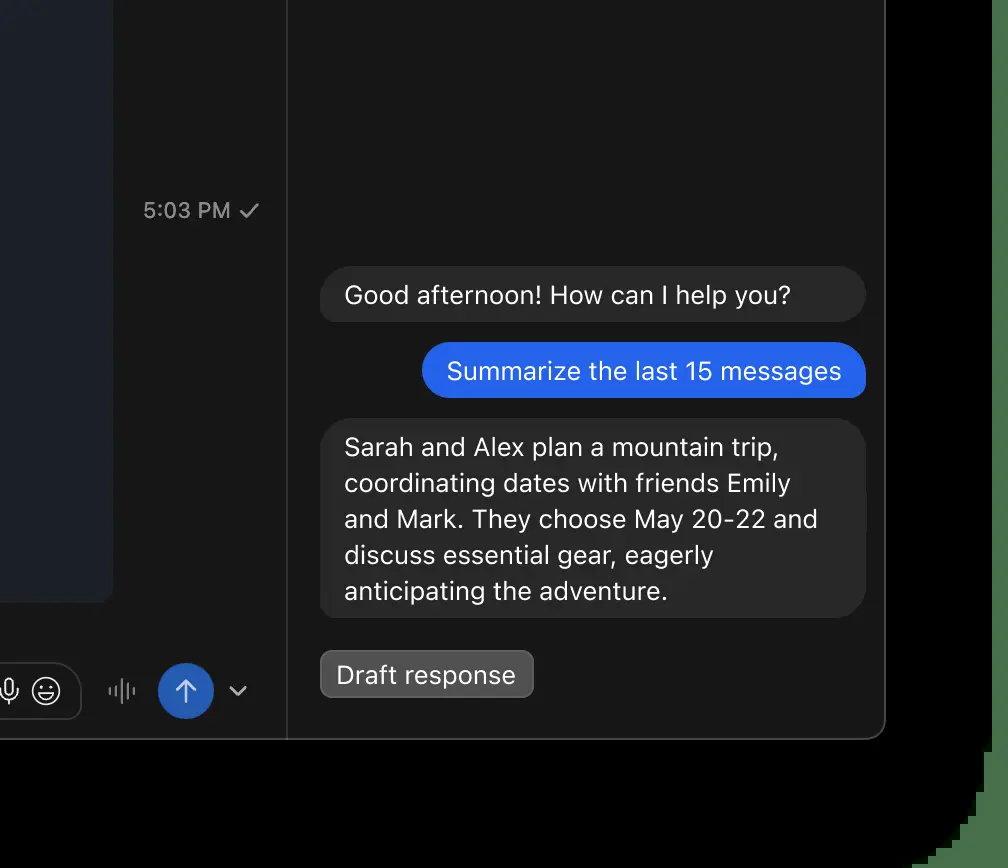 5:03 PM
Good afternoon! How can I help you?
Summarize the last 15 messages
Sarah and Alex plan a mountain trip,
coordinating dates with friends Emily
and Mark. They choose May 20-22 and
discuss essential gear, eagerly
anticipating the adventure.
Draft response